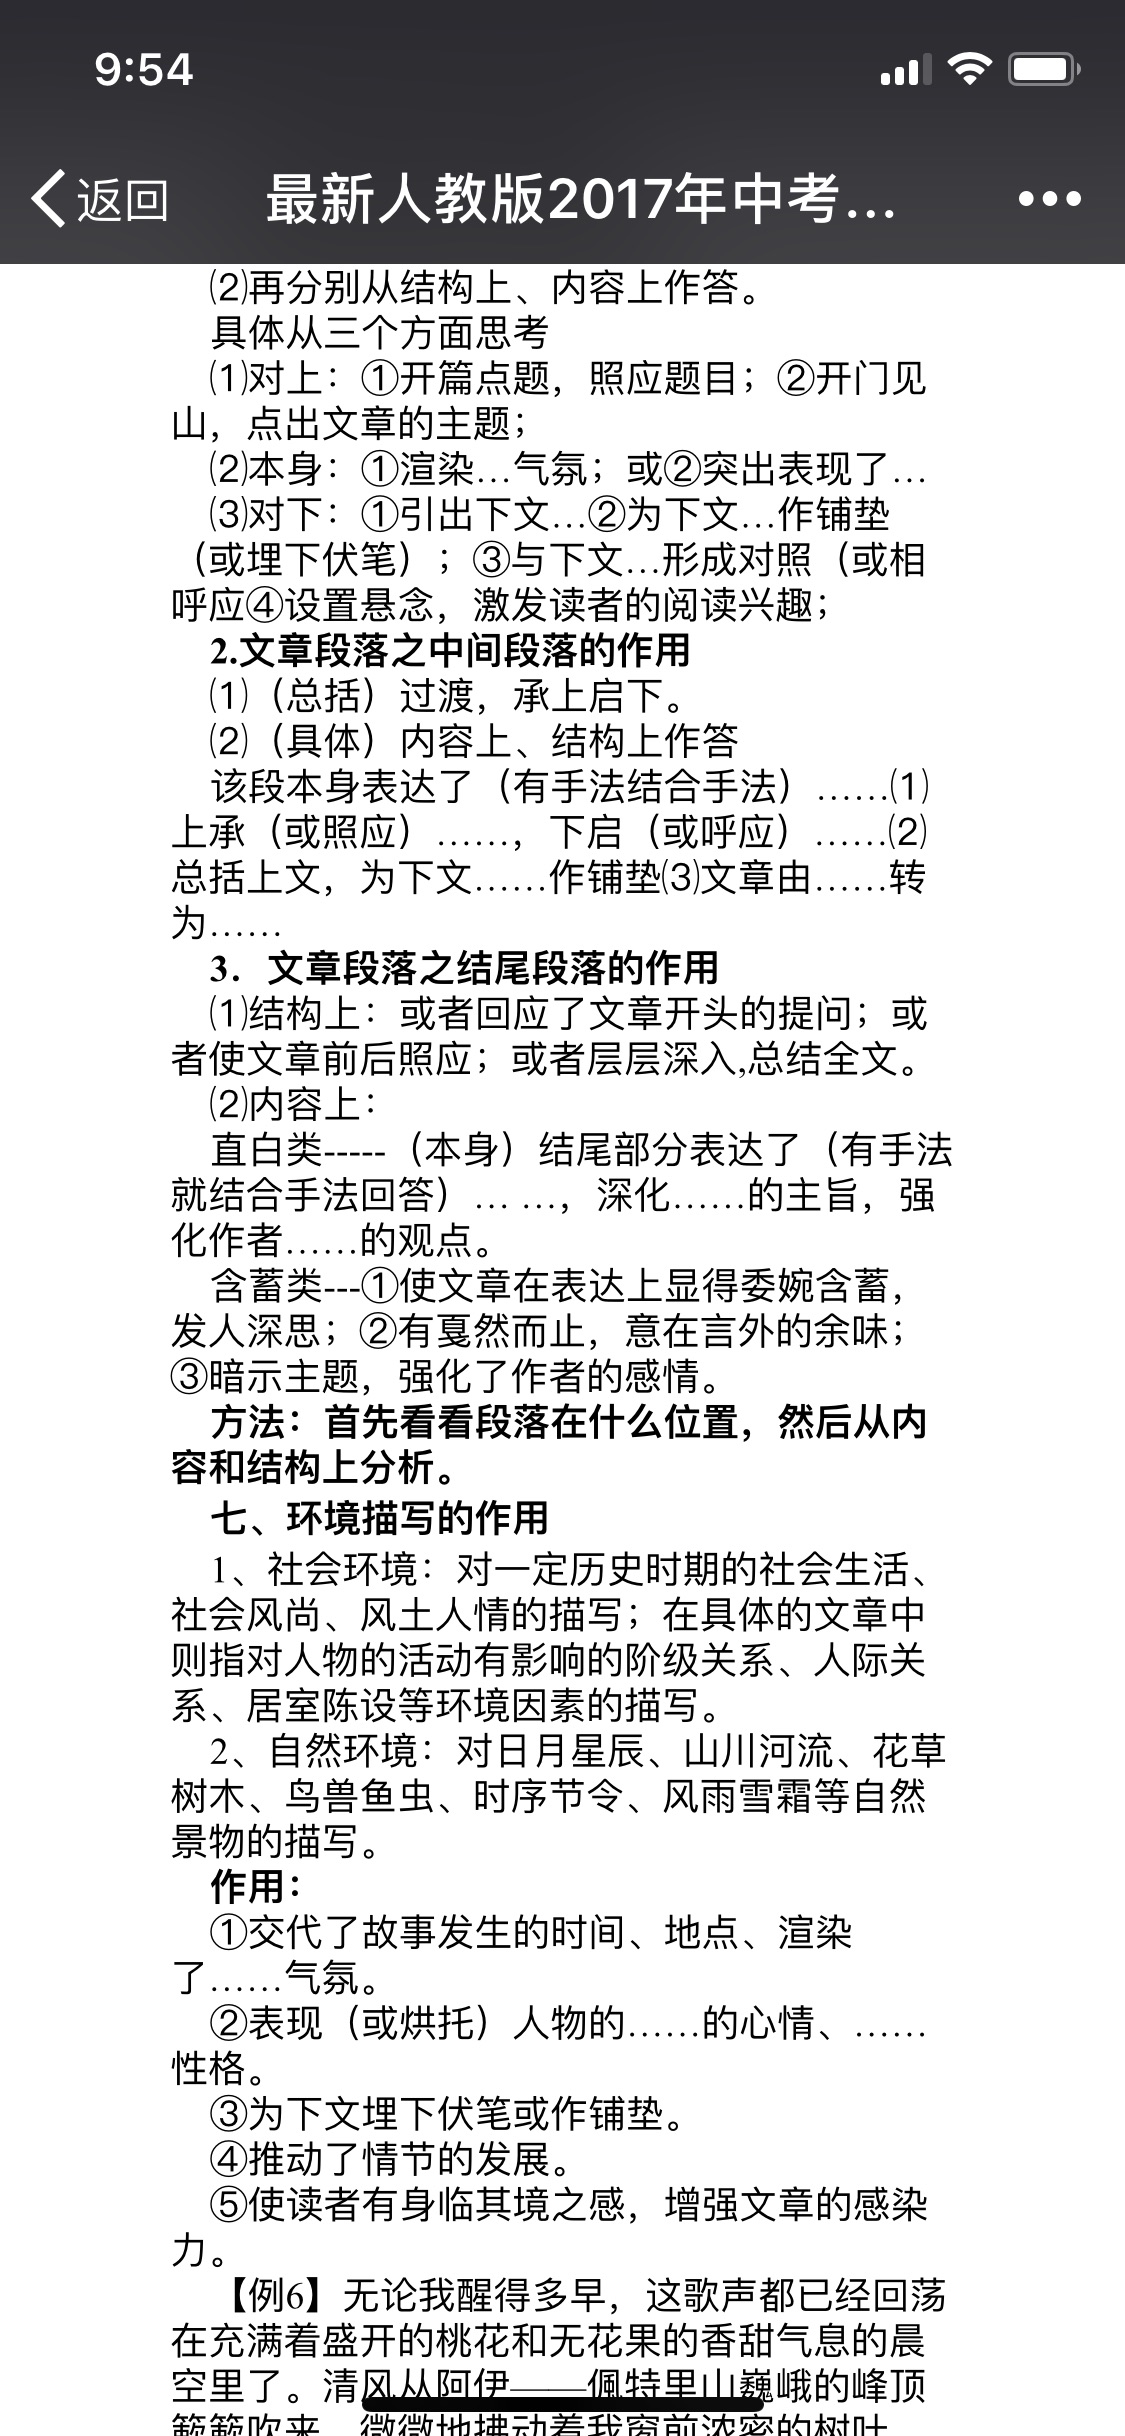 9:54
返回
最新人教版2017年中考...
⑵再分别从结构上、内容上作答。
具体从三个方面思考
⑴对上：①开篇点题，照应题目；②开门见
山，点出文章的主题；
⑵本身：①渲染…气氛；或②突出表现了…
⑶对下：①引出下文…②为下文…作铺垫
（或埋下伏笔）；③与下文…形成对照（或相
呼应④设置悬念，激发读者的阅读兴趣；
2.文章段落之中间段落的作用
⑴（总括）过渡，承上启下。
⑵（具体）内容上、结构上作答
该段本身表达了（有手法结合手法）……⑴
上承（或照应）……，下启（或呼应）……⑵
总括上文，为下文……作铺垫⑶文章由……转
为……
3．文章段落之结尾段落的作用
⑴结构上：或者回应了文章开头的提问；或
者使文章前后照应；或者层层深入,总结全文。
⑵内容上：
直白类-----（本身）结尾部分表达了（有手法
就结合手法回答）… …，深化……的主旨，强
化作者……的观点。
含蓄类---①使文章在表达上显得委婉含蓄，
发人深思；②有戛然而止，意在言外的余味；
③暗示主题，强化了作者的感情。
方法：首先看看段落在什么位置，然后从内
容和结构上分析。
七、环境描写的作用
1、社会环境：对一定历史时期的社会生活、
社会风尚、风土人情的描写；在具体的文章中
则指对人物的活动有影响的阶级关系、人际关
系、居室陈设等环境因素的描写。
2、自然环境：对日月星辰、山川河流、花草
树木、鸟兽鱼虫、时序节令、风雨雪霜等自然
景物的描写。
作用：
①交代了故事发生的时间、地点、渲染
了……气氛。
②表现（或烘托）人物的……的心情、……
性格。
③为下文埋下伏笔或作铺垫。
④推动了情节的发展。
⑤使读者有身临其境之感，增强文章的感染
力。
【例6】无论我醒得多早，这歌声都已经回荡
在充满着盛开的桃花和无花果的香甜气息的晨
空里了。清风从阿伊——佩特里山巍峨的峰顶
簌簌吹来，微微地拂动着我窗前浓密的树叶